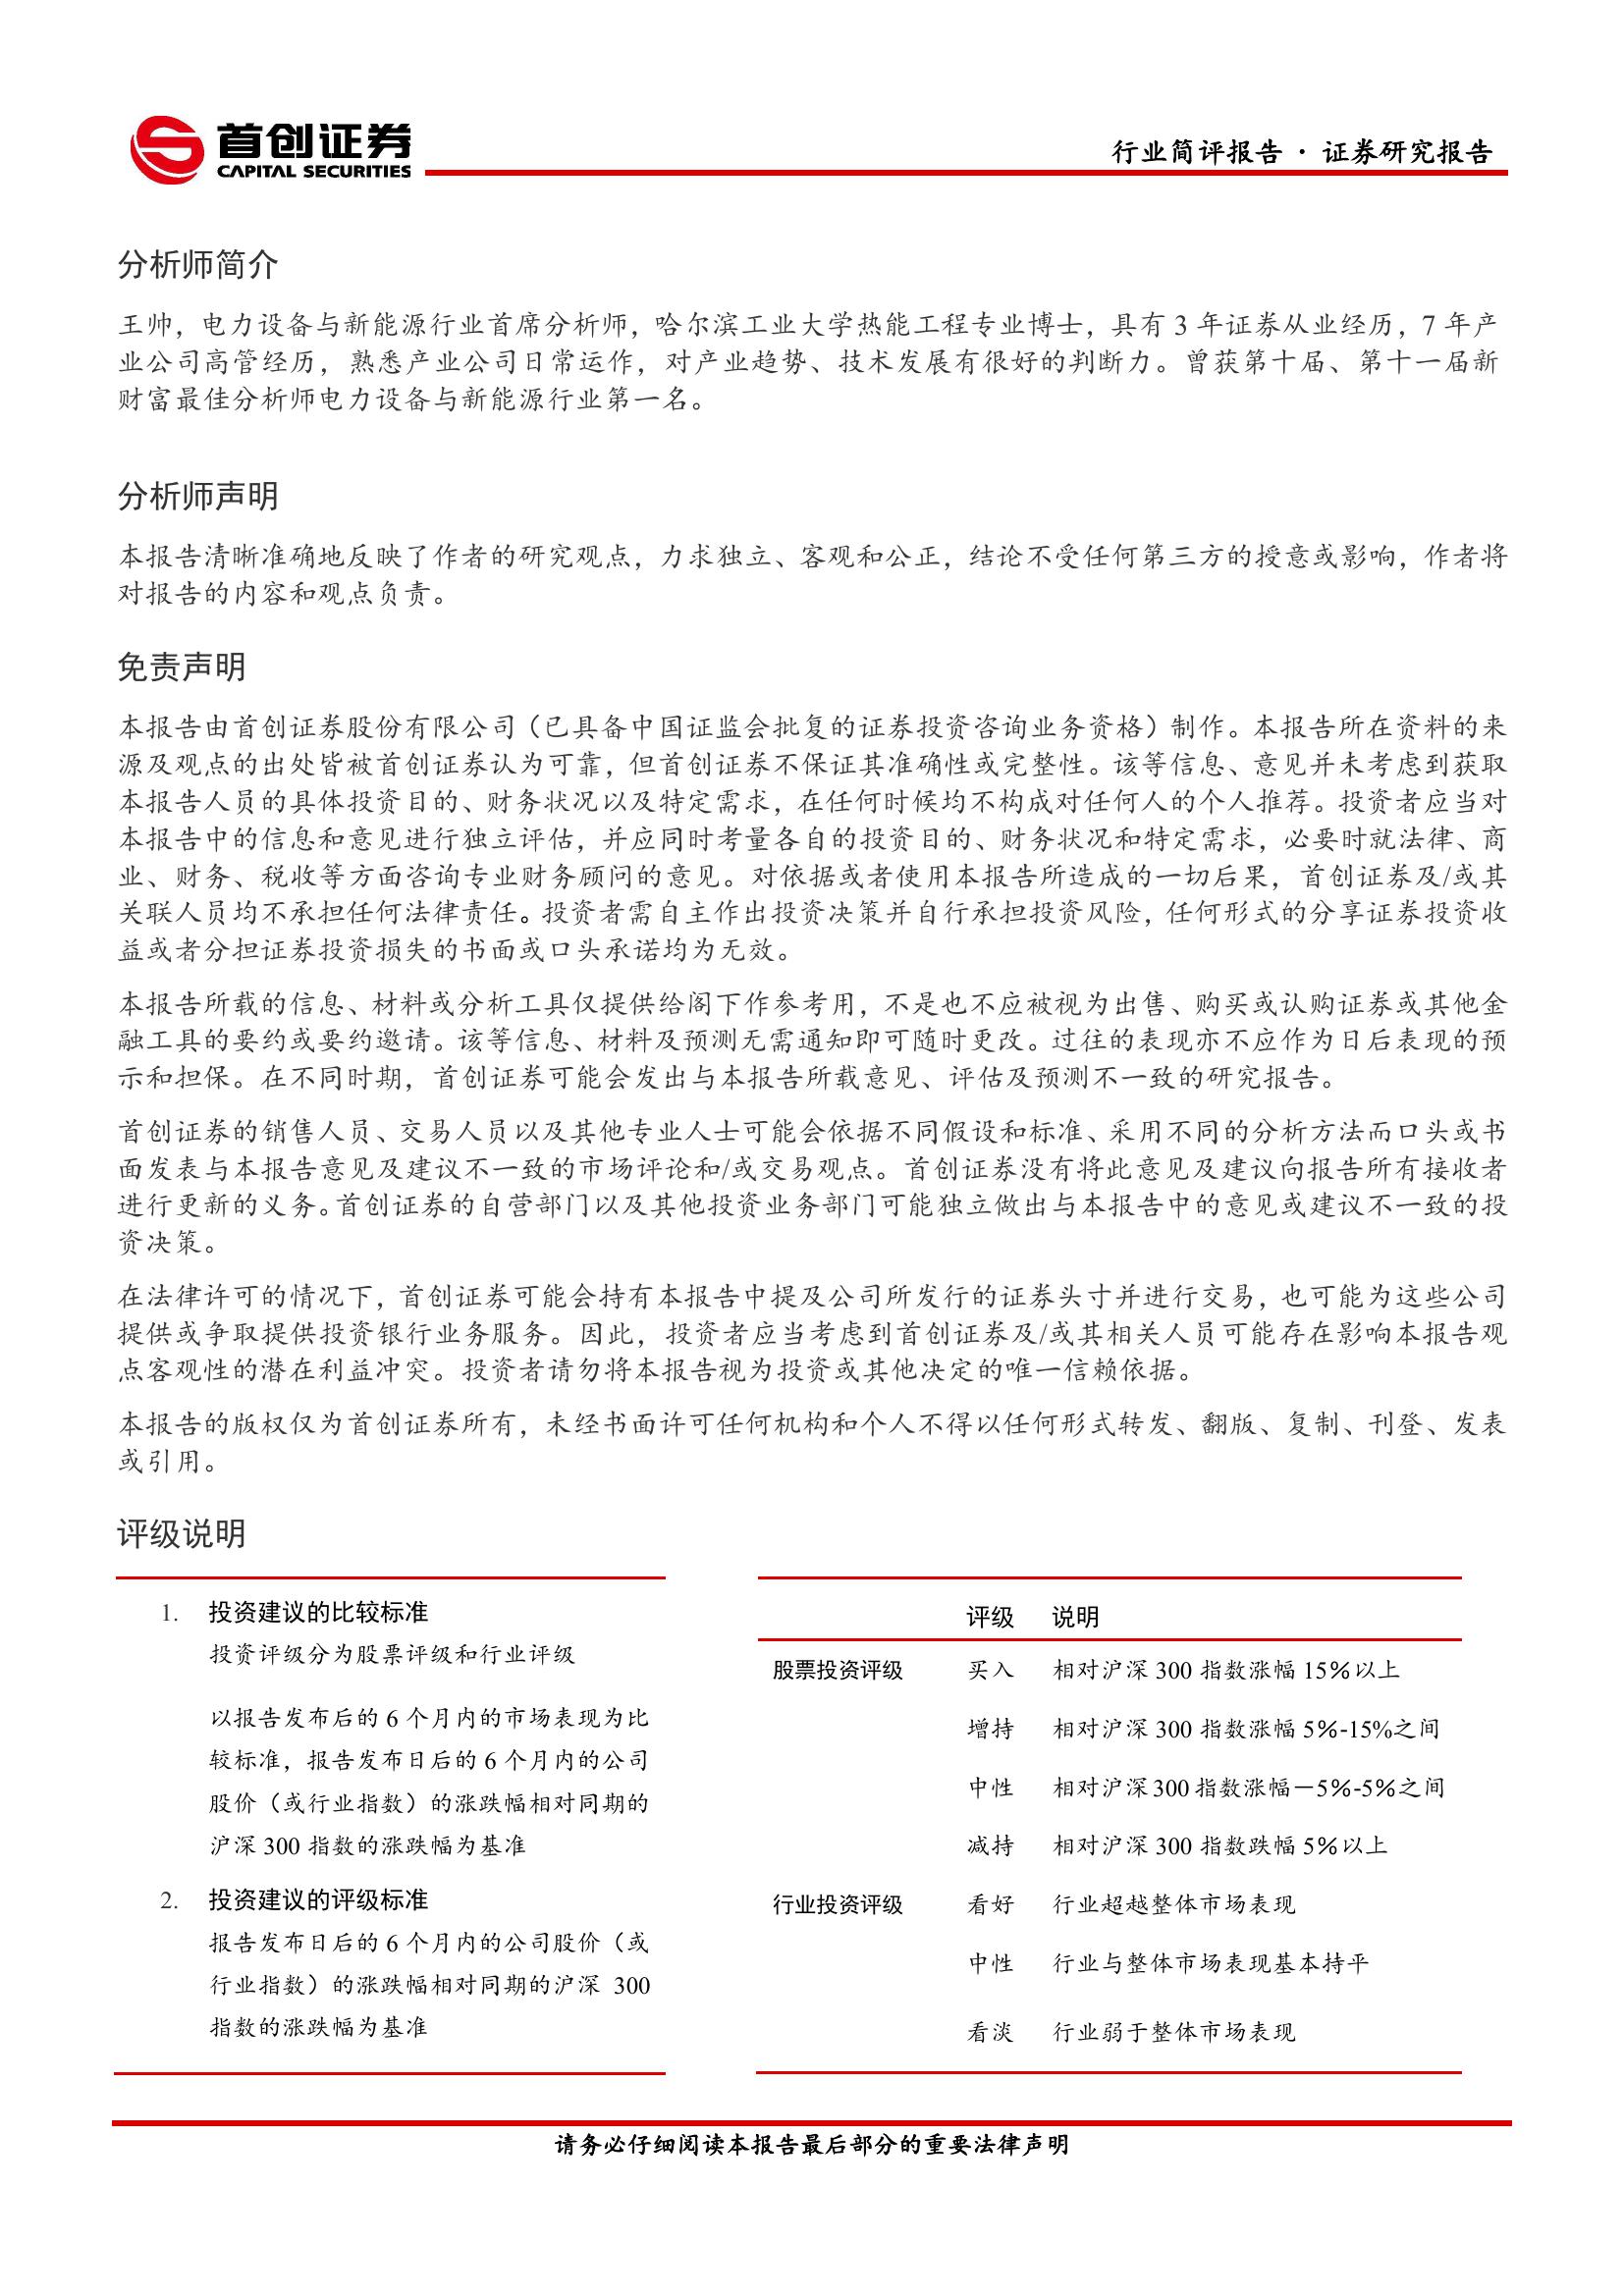 首创证券
CAPITAL SECURITIES
行业简评报告 · 证券研究报告
分析师简介
王帅，电力设备与新能源行业首席分析师，哈尔滨工业大学热能工程专业博士，具有 3 年证券从业经历，7 年产
业公司高管经历，熟悉产业公司日常运作，对产业趋势、技术发展有很好的判断力。曾获第十届、第十一届新
财富最佳分析师电力设备与新能源行业第一名。
分析师声明
本报告清晰准确地反映了作者的研究观点，力求独立、客观和公正，结论不受任何第三方的授意或影响，作者将
对报告的内容和观点负责。
免责声明
本报告由首创证券股份有限公司（已具备中国证监会批复的证券投资咨询业务资格）制作。本报告所在资料的来
源及观点的出处皆被首创证券认为可靠，但首创证券不保证其准确性或完整性。该等信息、意见并未考虑到获取
本报告人员的具体投资目的、财务状况以及特定需求，在任何时候均不构成对任何人的个人推荐。投资者应当对
本报告中的信息和意见进行独立评估，并应同时考量各自的投资目的、财务状况和特定需求，必要时就法律、商
业、财务、税收等方面咨询专业财务顾问的意见。对依据或者使用本报告所造成的一切后果，首创证券及/或其
关联人员均不承担任何法律责任。投资者需自主作出投资决策并自行承担投资风险，任何形式的分享证券投资收
益或者分担证券投资损失的书面或口头承诺均为无效。
本报告所载的信息、材料或分析工具仅提供给阁下作参考用，不是也不应被视为出售、购买或认购证券或其他金
融工具的要约或要约邀请。该等信息、材料及预测无需通知即可随时更改。过往的表现亦不应作为日后表现的预
示和担保。在不同时期，首创证券可能会发出与本报告所载意见、评估及预测不一致的研究报告。
首创证券的销售人员、交易人员以及其他专业人士可能会依据不同假设和标准、采用不同的分析方法而口头或书
面发表与本报告意见及建议不一致的市场评论和/或交易观点。首创证券没有将此意见及建议向报告所有接收者
进行更新的义务。首创证券的自营部门以及其他投资业务部门可能独立做出与本报告中的意见或建议不一致的投
资决策。
在法律许可的情况下，首创证券可能会持有本报告中提及公司所发行的证券头寸并进行交易，也可能为这些公司
提供或争取提供投资银行业务服务。因此，投资者应当考虑到首创证券及/或其相关人员可能存在影响本报告观
点客观性的潜在利益冲突。投资者请勿将本报告视为投资或其他决定的唯一信赖依据。
本报告的版权仅为首创证券所有，未经书面许可任何机构和个人不得以任何形式转发、翻版、复制、刊登、发表
或引用。
评级说明
1. 投资建议的比较标准
投资评级分为股票评级和行业评级
以报告发布后的 6 个月内的市场表现为比
较标准，报告发布日后的 6 个月内的公司
股价（或行业指数）的涨跌幅相对同期的
沪深 300 指数的涨跌幅为基准
2. 投资建议的评级标准
报告发布日后的 6 个月内的公司股价（或
行业指数）的涨跌幅相对同期的沪深 300
指数的涨跌幅为基准
评级 说明
股票投资评级 买入 相对沪深 300 指数涨幅 15%以上
增持 相对沪深 300 指数涨幅 5%-15%之间
中性 相对沪深 300 指数涨幅－5%-5%之间
减持 相对沪深 300 指数跌幅 5%以上
行业投资评级 看好 行业超越整体市场表现
中性 行业与整体市场表现基本持平
看淡 行业弱于整体市场表现
请务必仔细阅读本报告最后部分的重要法律声明